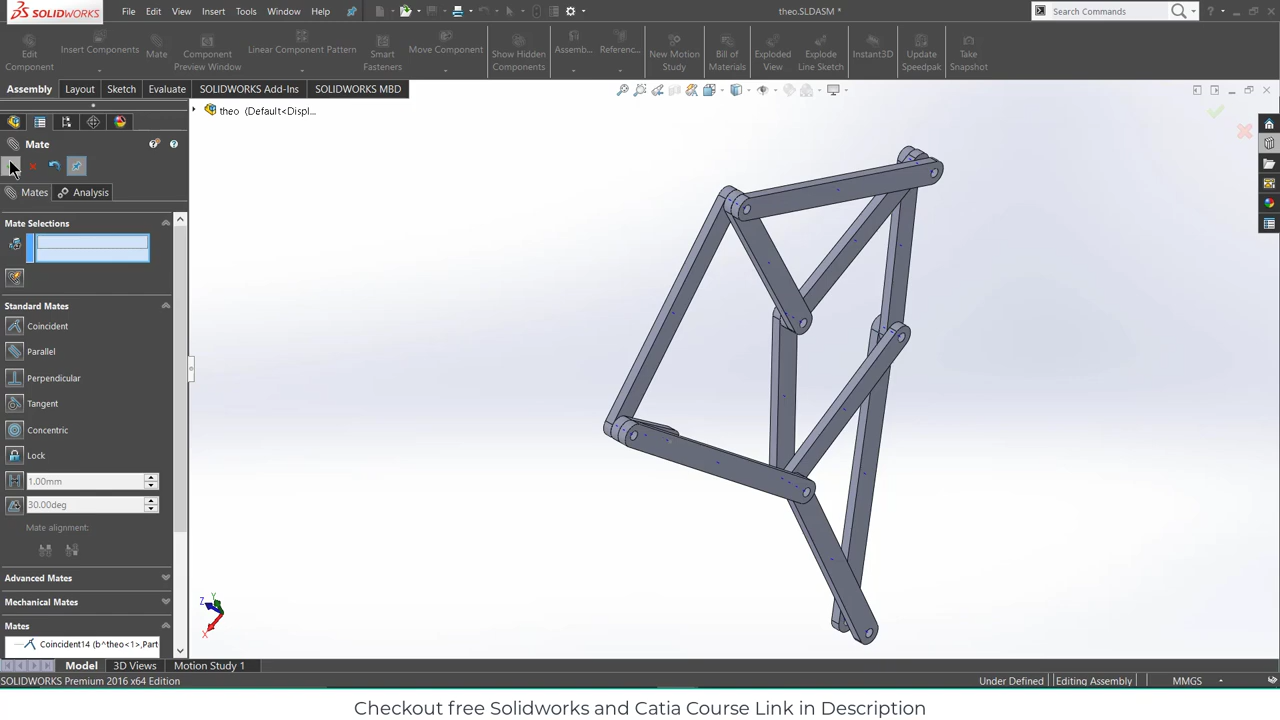 SOLIDWORKS
File Edit View Insert Tools Window Help
theo.SLDASM *
Search Commands
Edit Component
Insert Components
Mate
Component Preview Window
Linear Component Pattern
Smart Fasteners
Move Component
Show Hidden Components
Assemb...
Referenc...
New Motion Study
Bill of Materials
Exploded View
Explode Line Sketch
Instant3D
Update Speedpak
Take Snapshot
Assembly Layout Sketch Evaluate SOLIDWORKS Add-Ins SOLIDWORKS MBD
theo (Default<Displ...
Mate
Mates Analysis
Mate Selections
Standard Mates
Coincident
Parallel
Perpendicular
Tangent
Concentric
Lock
1.00mm
30.00deg
Mate alignment:
Advanced Mates
Mechanical Mates
Mates
Coincident14 (b^theo<1>,Part
Z Y
X
Model 3D Views Motion Study 1
SOLIDWORKS Premium 2016 x64 Edition
Under Defined Editing Assembly MMGS
Checkout free Solidworks and Catia Course Link in Description